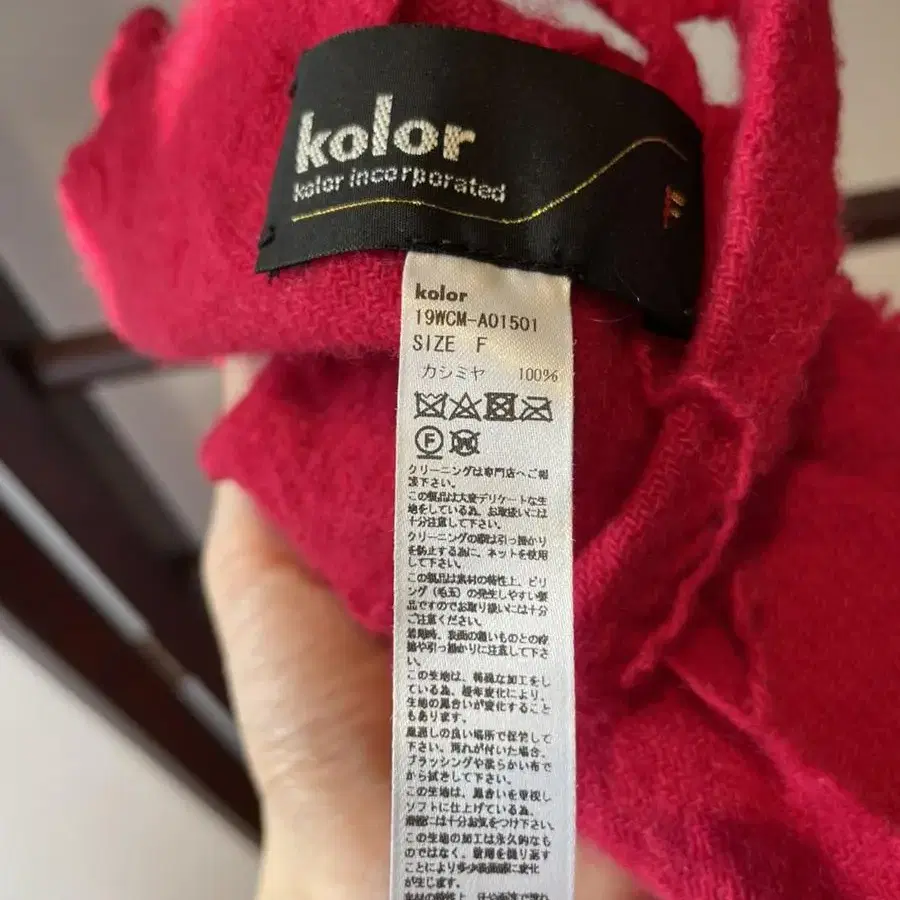 kolor
kolor incorporated
kolor
19WCM-A01501
SIZE F
カシミヤ 100%
F
W
クリーニングは専門店へご相
談下さい。
この製品は大変デリケートな生
地をしている為、お取扱いには
十分注意して下さい。
クリーニングの際は引っ掛かり
を防止する為に、ネットを使用
して下さい。
この製品は素材の特性上、ピリ
ング(毛玉)の発生しやすい製
品ですのでお取り扱いには十分
ご注意ください。
着用時、表面の粗いものとの摩
擦や引っ掛かりに注意して下さ
い。
この生地は、特殊な加工をし
ている為、経年変化により、
生地の風合いが変化すること
もあります。
風通しの良い場所で保管して
下さい。汚れが付いた場合、
ブラッシングや柔らかい布で
から拭きして下さい。
この生地は、風合いを重視し
ソフトに仕上げている為、
摩擦には十分お気をつけ下さい。
この生地の加工は永久的なも
のではなく、着用を繰り返す
ことにより多少表面感に変化
が生じます。